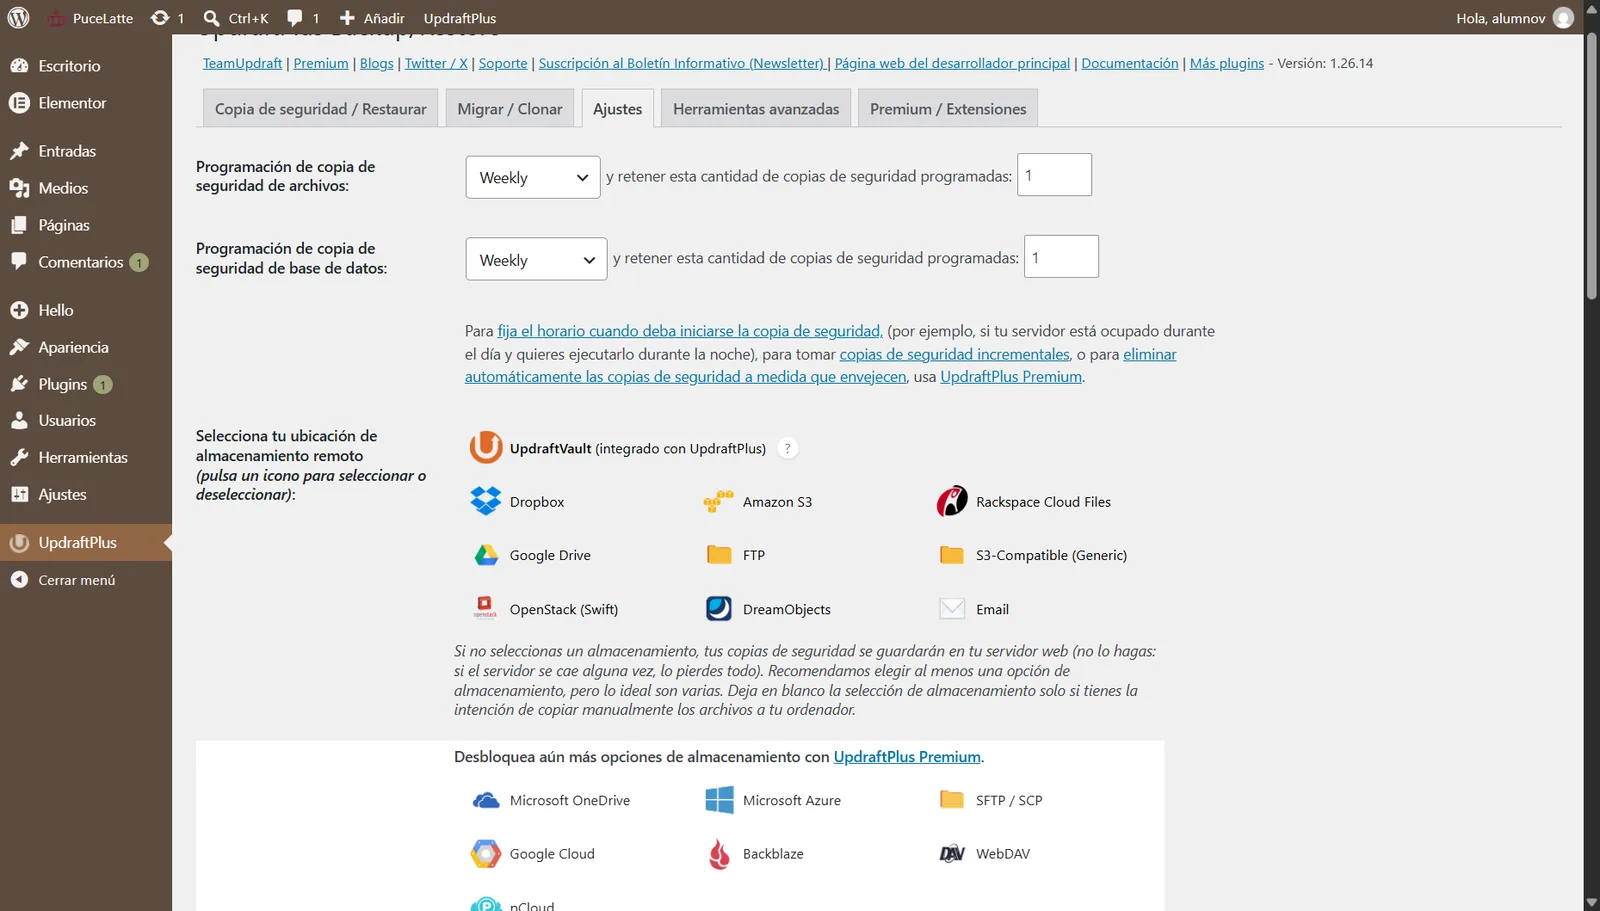 PuceLatte 1 Ctrl+K 1 Añadir UpdraftPlus Hola, alumnov
UpdraftPlus Backup/Restore
TeamUpdraft | Premium | Blogs | Twitter / X | Soporte | Suscripción al Boletín Informativo (Newsletter) | Página web del desarrollador principal | Documentación | Más plugins - Versión: 1.26.14
Copia de seguridad / Restaurar Migrar / Clonar Ajustes Herramientas avanzadas Premium / Extensiones
Escritorio
Elementor
Entradas
Medios
Páginas
Comentarios 1
Hello
Apariencia
Plugins 1
Usuarios
Herramientas
Ajustes
UpdraftPlus
Cerrar menú
Programación de copia de
seguridad de archivos:
Weekly y retener esta cantidad de copias de seguridad programadas: 1
Programación de copia de
seguridad de base de datos:
Weekly y retener esta cantidad de copias de seguridad programadas: 1
Para fija el horario cuando deba iniciarse la copia de seguridad, (por ejemplo, si tu servidor está ocupado durante
el día y quieres ejecutarlo durante la noche), para tomar copias de seguridad incrementales, o para eliminar
automáticamente las copias de seguridad a medida que envejecen, usa UpdraftPlus Premium.
Selecciona tu ubicación de
almacenamiento remoto
(pulsa un icono para seleccionar o
deseleccionar):
UpdraftVault (integrado con UpdraftPlus) ?
Dropbox Amazon S3 Rackspace Cloud Files
Google Drive FTP S3-Compatible (Generic)
openstack OpenStack (Swift) DreamObjects Email
Si no seleccionas un almacenamiento, tus copias de seguridad se guardarán en tu servidor web (no lo hagas:
si el servidor se cae alguna vez, lo pierdes todo). Recomendamos elegir al menos una opción de
almacenamiento, pero lo ideal son varias. Deja en blanco la selección de almacenamiento solo si tienes la
intención de copiar manualmente los archivos a tu ordenador.
Desbloquea aún más opciones de almacenamiento con UpdraftPlus Premium.
Microsoft OneDrive Microsoft Azure SFTP / SCP
Google Cloud Backblaze DAV WebDAV
pCloud